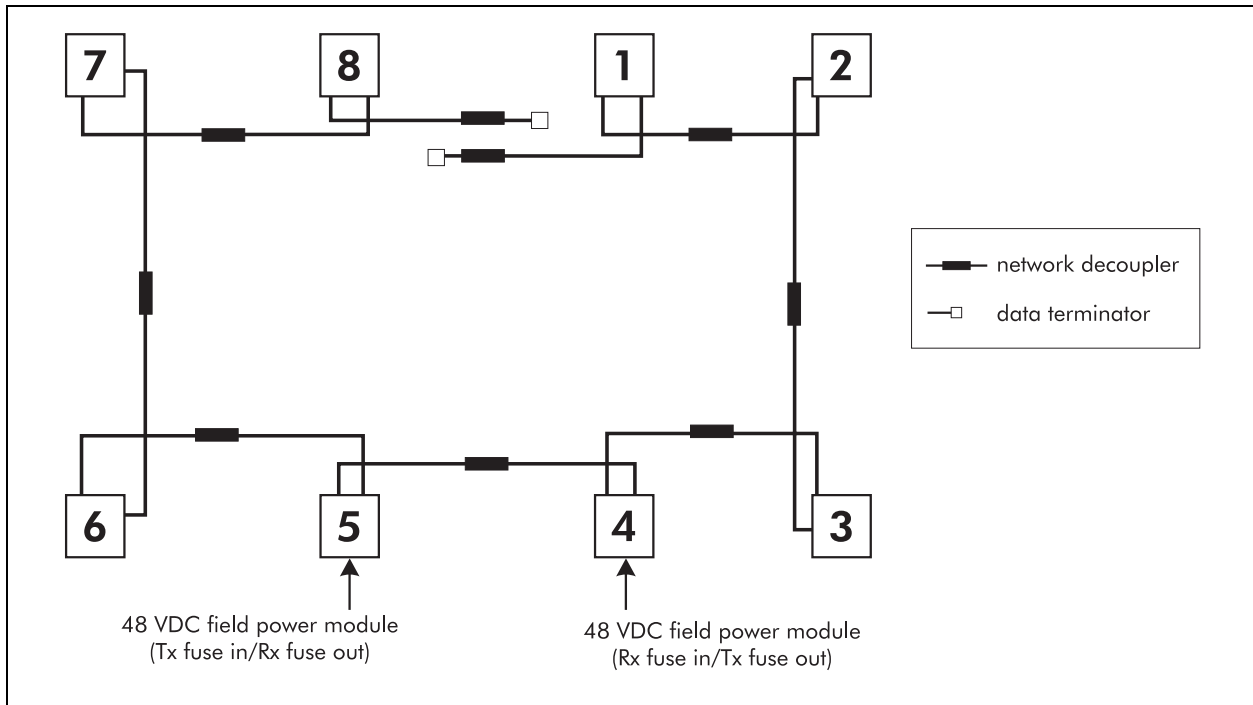 7
8
1
2
network decoupler
data terminator
6
5
4
3
48 VDC field power module
(Tx fuse in/Rx fuse out)
48 VDC field power module
(Rx fuse in/Tx fuse out)